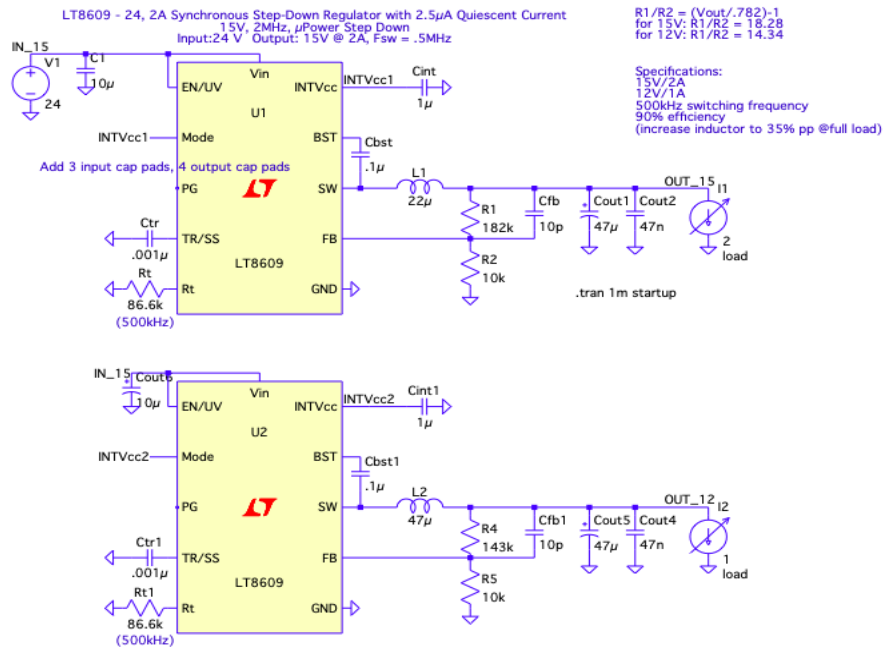 LT8609 - 24, 2A Synchronous Step-Down Regulator with 2.5µA Quiescent Current
15V, 2MHz, µPower Step Down
Input:24 V   Output: 15V @ 2A, Fsw = .5MHz
R1/R2 = (Vout/.782)-1
for 15V: R1/R2 = 18.28
for 12V: R1/R2 = 14.34
Specifications:
15V/2A
12V/1A
500kHz switching frequency
90% efficiency
(increase inductor to 35% pp @full load)
IN_15
V1
24
C1
10µ
Vin
EN/UV
INTVcc
INTVcc1
Cint
1µ
U1
INTVcc1
Mode
BST
Cbst
.1µ
Add 3 input cap pads, 4 output cap pads
PG
SW
L1
22µ
OUT_15
I1
R1
182k
Cfb
10p
Cout1
47µ
Cout2
47n
2
load
Ctr
.001µ
TR/SS
FB
R2
10k
LT8609
Rt
86.6k
(500kHz)
Rt
GND
.tran 1m startup
IN_15
Cout6
10µ
Vin
EN/UV
INTVcc
INTVcc2
Cint1
1µ
U2
INTVcc2
Mode
BST
Cbst1
.1µ
PG
SW
L2
47µ
OUT_12
I2
R4
143k
Cfb1
10p
Cout5
47µ
Cout4
47n
1
load
Ctr1
.001µ
TR/SS
FB
R5
10k
LT8609
Rt1
86.6k
(500kHz)
Rt
GND